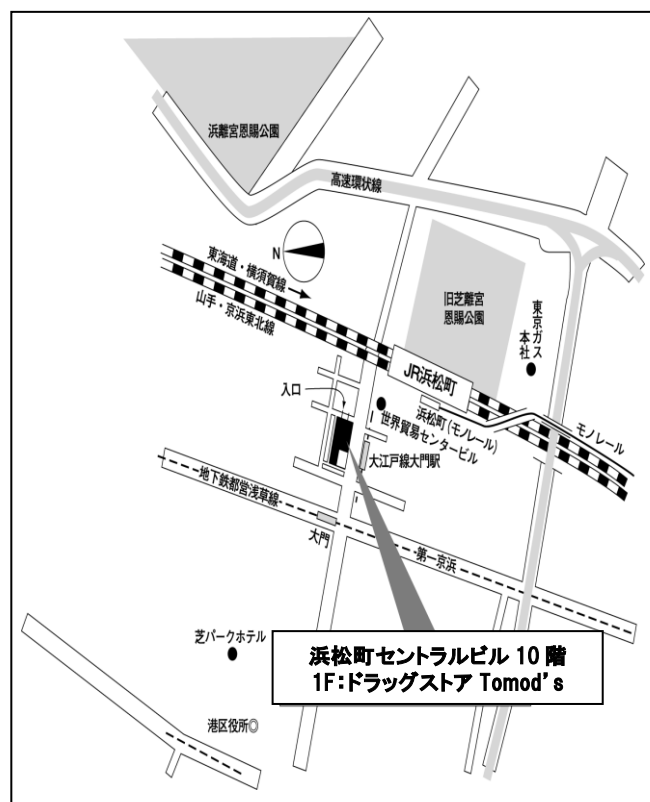 浜離宮恩賜公園
高速環状線
N
東海道・横須賀線
山手・京浜東北線
旧芝離宮
恩賜公園
東京ガス
本社
JR浜松町
入口
浜松町(モノレール)
モノレール
世界貿易センタービル
大江戸線大門駅
地下鉄都営浅草線
大門
第一京浜
芝パークホテル
浜松町セントラルビル 10 階
1F:ドラッグストア Tomod's
港区役所◎